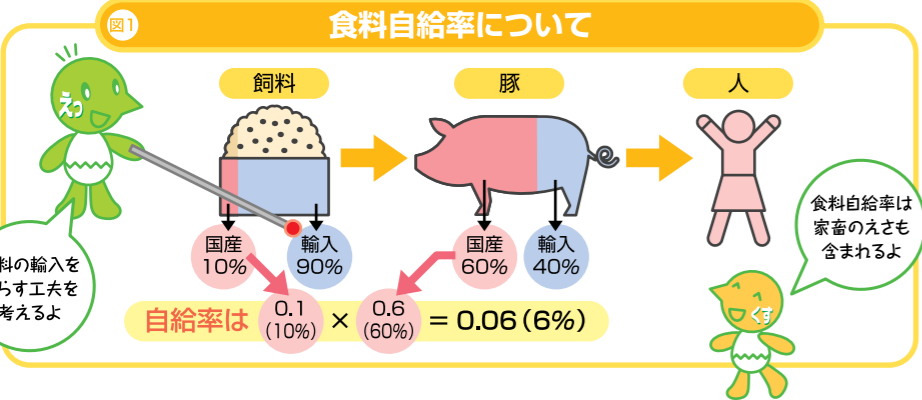 図1
食料自給率について
えっ
飼料
豚
人
国産
10%
輸入
90%
国産
60%
輸入
40%
食料自給率は
家畜のえさも
含まれるよ
料の輸入を
らす工夫を
考えるよ
自給率は 0.1 (10%) × 0.6 (60%) = 0.06(6%)
くす